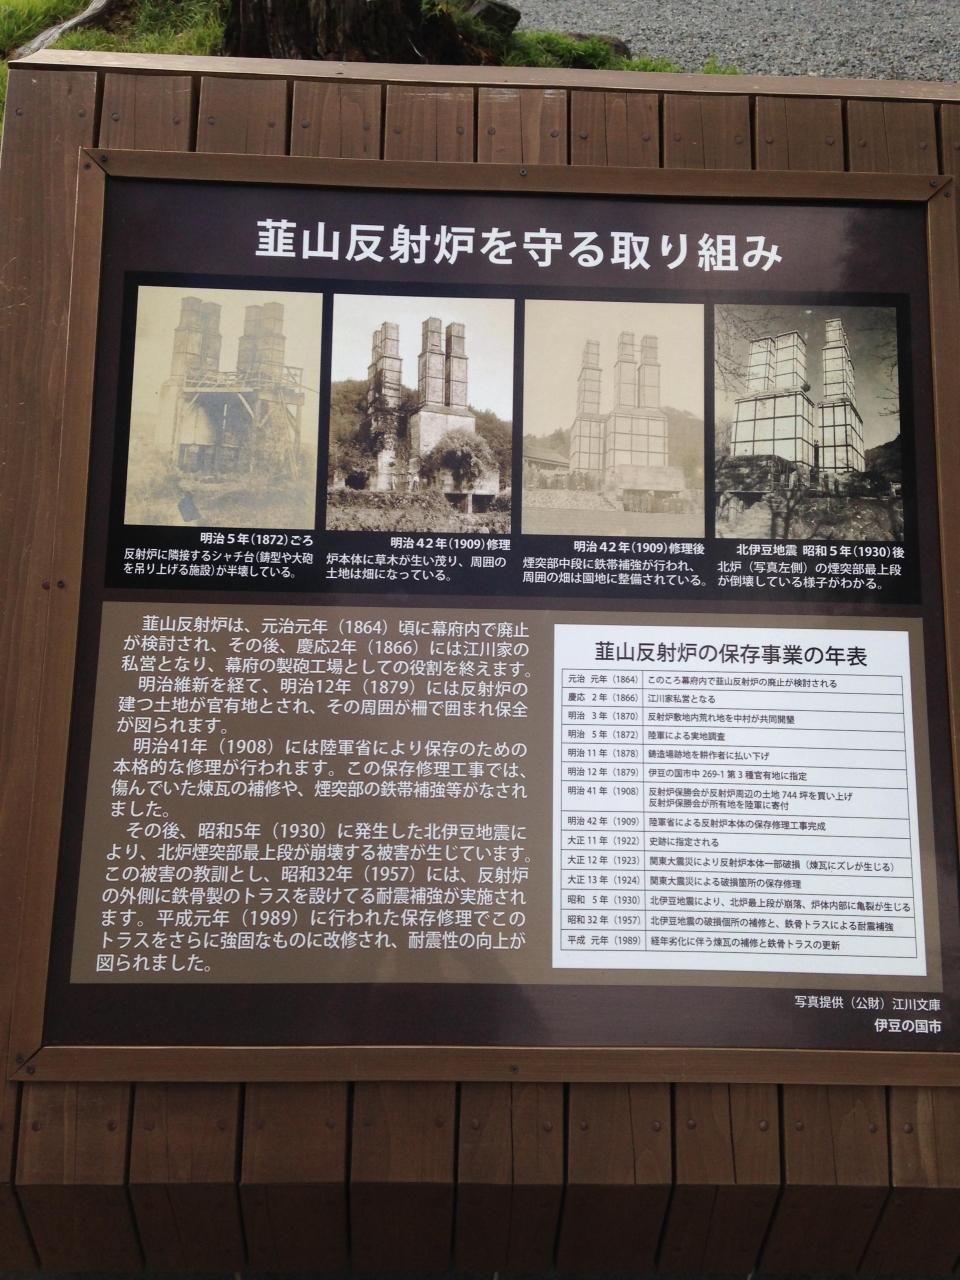 韮山反射炉を守る取り組み
明治5年(1872)ごろ
反射炉に隣接するシャチ台(鋳型や大砲
を吊り上げる施設)が半壊している。
明治42年(1909)修理
炉本体に草木が生い茂り、周囲の
土地は畑になっている。
明治42年(1909)修理後
煙突部中段に鉄帯補強が行われ、
周囲の畑は園地に整備されている。
北伊豆地震 昭和5年(1930)後
北炉(写真左側)の煙突部最上段
が倒壊している様子がわかる。
韮山反射炉は、元治元年(1864)頃に幕府内で廃止
が検討され、その後、慶応2年(1866)には江川家の
私営となり、幕府の製砲工場としての役割を終えます。
明治維新を経て、明治12年(1879)には反射炉の
建つ土地が官有地とされ、その周囲が柵で囲まれ保全
が図られます。
明治41年(1908)には陸軍省により保存のための
本格的な修理が行われます。この保存修理工事では、
傷んでいた煉瓦の補修や、煙突部の鉄帯補強等がなされ
ました。
その後、昭和5年(1930)に発生した北伊豆地震に
より、北炉煙突部最上段が崩壊する被害が生じています。
この被害の教訓とし、昭和32年(1957)には、反射炉
の外側に鉄骨製のトラスを設けてる耐震補強が実施され
ます。平成元年(1989)に行われた保存修理でこの
トラスをさらに強固なものに改修され、耐震性の向上が
図られました。
韮山反射炉の保存事業の年表
元治 元年(1864) このころ幕府内で韮山反射炉の廃止が検討される
慶応 2年(1866) 江川家私営となる
明治 3年(1870) 反射炉敷地内荒れ地を中村が共同開墾
明治 5年(1872) 陸軍による実地調査
明治11年(1878) 鋳造場跡地を耕作者に払い下げ
明治12年(1879) 伊豆の国市中269-1第3種官有地に指定
明治41年(1908) 反射炉保勝会が反射炉周辺の土地744坪を買い上げ
反射炉保勝会が所有地を陸軍に寄付
明治42年(1909) 陸軍省による反射炉本体の保存修理工事完成
大正11年(1922) 史跡に指定される
大正12年(1923) 関東大震災により反射炉本体一部破損(煉瓦にズレが生じる)
大正13年(1924) 関東大震災による破損箇所の保存修理
昭和 5年(1930) 北伊豆地震により、北炉最上段が崩落、炉体内部に亀裂が生じる
昭和32年(1957) 北伊豆地震の破損個所の補修と、鉄骨トラスによる耐震補強
平成 元年(1989) 経年劣化に伴う煉瓦の補修と鉄骨トラスの更新
写真提供(公財)江川文庫
伊豆の国市